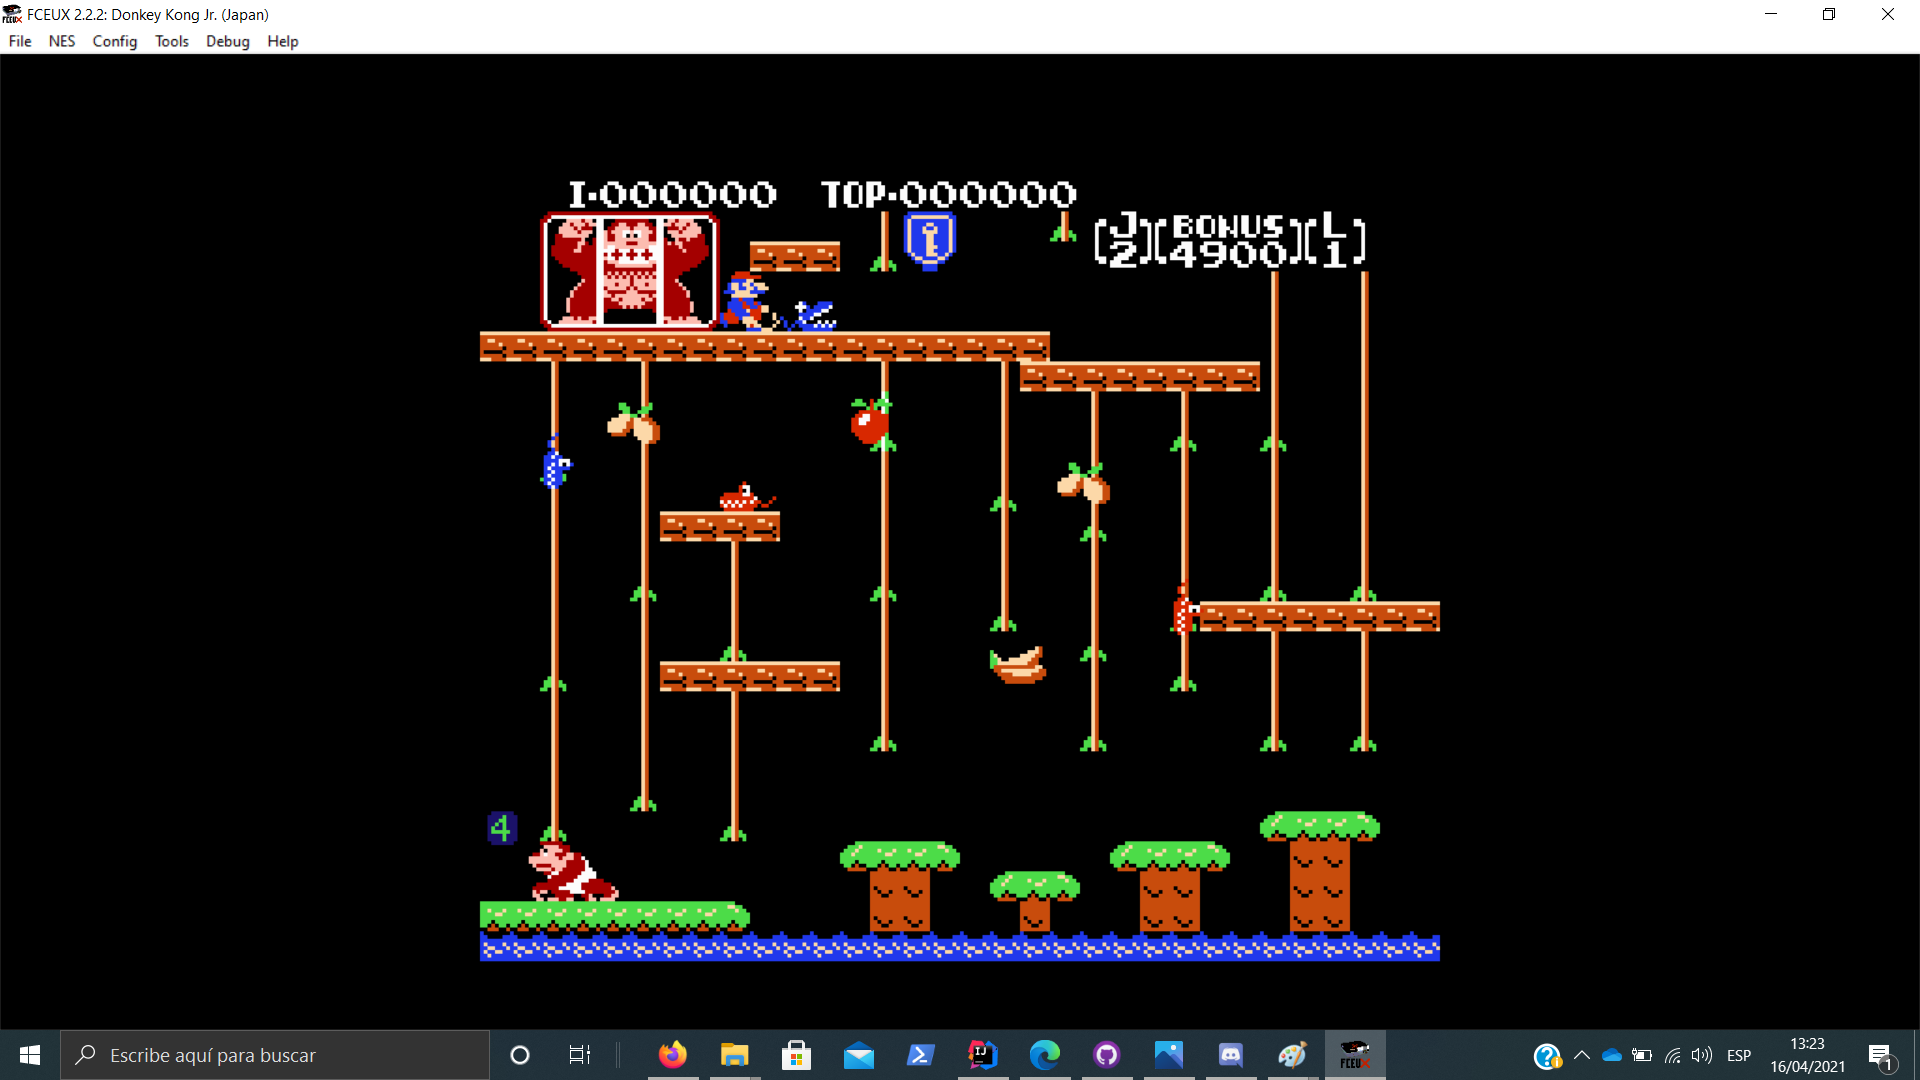 FCEUX 2.2.2: Donkey Kong Jr. (Japan)
File NES Config Tools Debug Help
I·000000 TOP·000000
J BONUS L
2 4900 1
4
Escribe aquí para buscar
ESP
13:23
16/04/2021
1